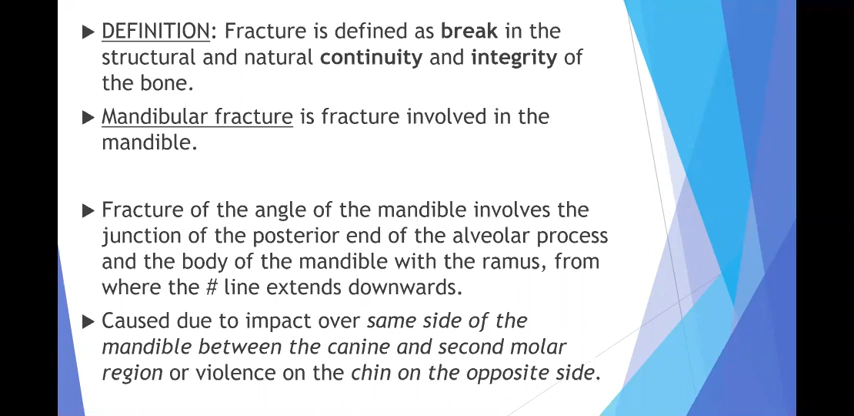 DEFINITION: Fracture is defined as break in the
structural and natural continuity and integrity of
the bone.
Mandibular fracture is fracture involved in the
mandible.
Fracture of the angle of the mandible involves the
junction of the posterior end of the alveolar process
and the body of the mandible with the ramus, from
where the # line extends downwards.
Caused due to impact over same side of the
mandible between the canine and second molar
region or violence on the chin on the opposite side.